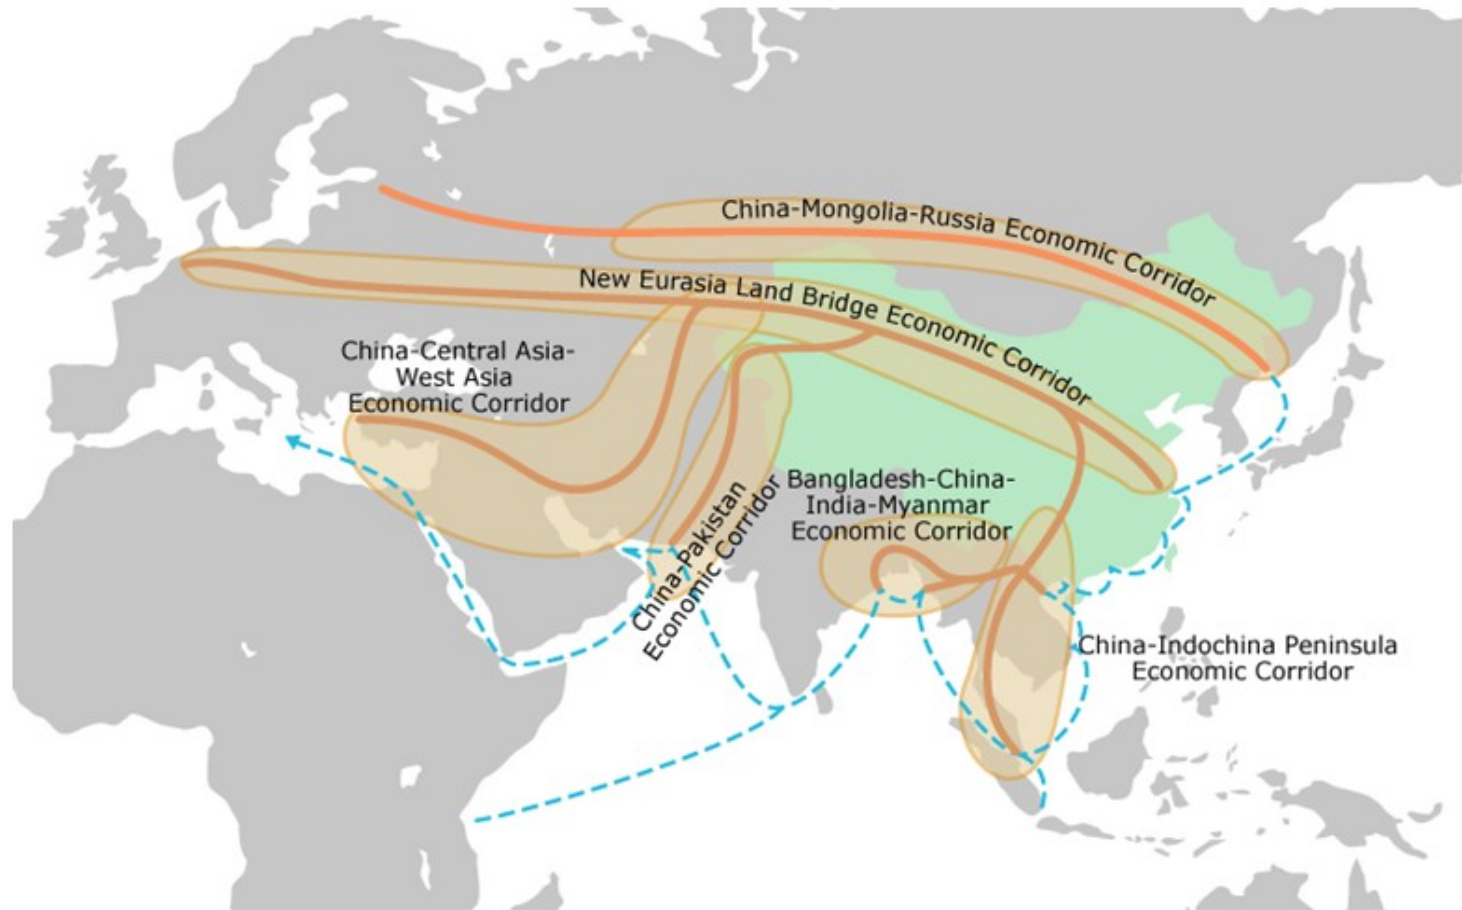 China-Mongolia-Russia Economic Corridor
New Eurasia Land Bridge Economic Corridor
China-Central Asia-
West Asia
Economic Corridor
China-Pakistan
Economic Corridor
Bangladesh-China-
India-Myanmar
Economic Corridor
China-Indochina Peninsula
Economic Corridor